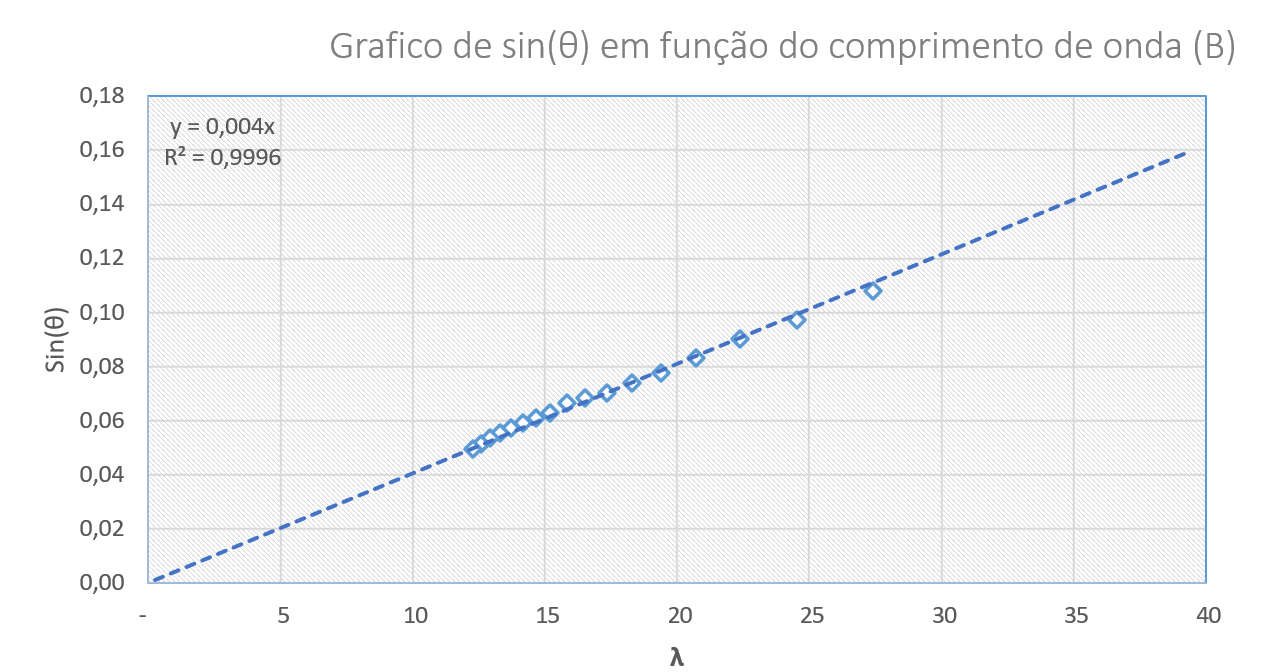 Grafico de sin(θ) em função do comprimento de onda (B)
0,18
y = 0,004x
R² = 0,9996
0,16
0,14
0,12
0,10
Sin(θ)
0,08
0,06
0,04
0,02
0,00
- 5 10 15 20 25 30 35 40
λ